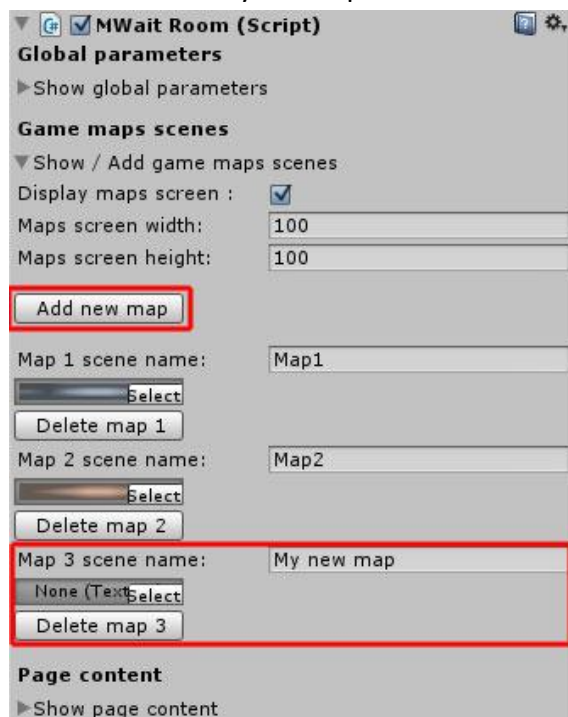 MWait Room (Script)
Global parameters
Show global parameters
Game maps scenes
Show / Add game maps scenes
Display maps screen :
Maps screen width: 100
Maps screen height: 100
Add new map
Map 1 scene name: Map1
Select
Delete map 1
Map 2 scene name: Map2
Select
Delete map 2
Map 3 scene name: My new map
None (Text Select
Delete map 3
Page content
Show page content